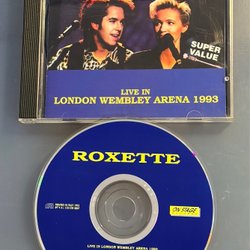 SUPER
VALUE
LIVE IN
LONDON WEMBLEY ARENA 1993
ROXETTE
ON STAGE
LIVE IN LONDON WEMBLEY ARENA 1993